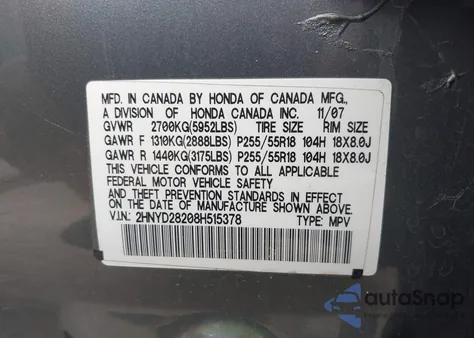 MFD. IN CANADA BY HONDA OF CANADA MFG.,
A DIVISION OF HONDA CANADA INC. 11/07
GVWR 2700KG(5952LBS) TIRE SIZE RIM SIZE
GAWR F 1310KG(2888LBS) P255/55R18 104H 18X8.0J
GAWR R 1440KG(3175LBS) P255/55R18 104H 18X8.0J
THIS VEHICLE CONFORMS TO ALL APPLICABLE
FEDERAL MOTOR VEHICLE SAFETY
AND THEFT PREVENTION STANDARDS IN EFFECT
ON THE DATE OF MANUFACTURE SHOWN ABOVE.
V.I.N.: 2HNYD28208H515378 TYPE: MPV
autoSnap